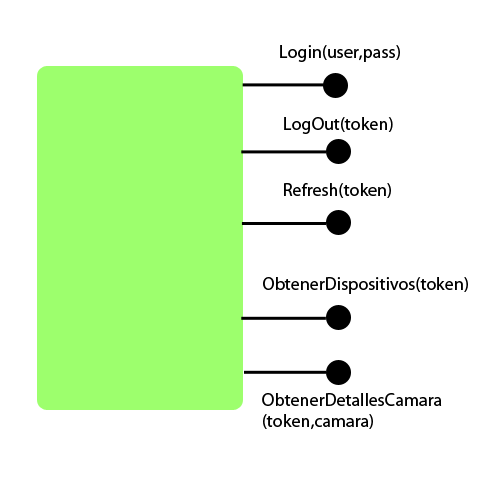 Login(user,pass)
LogOut(token)
Refresh(token)
ObtenerDispositivos(token)
ObtenerDetallesCamara
(token,camara)